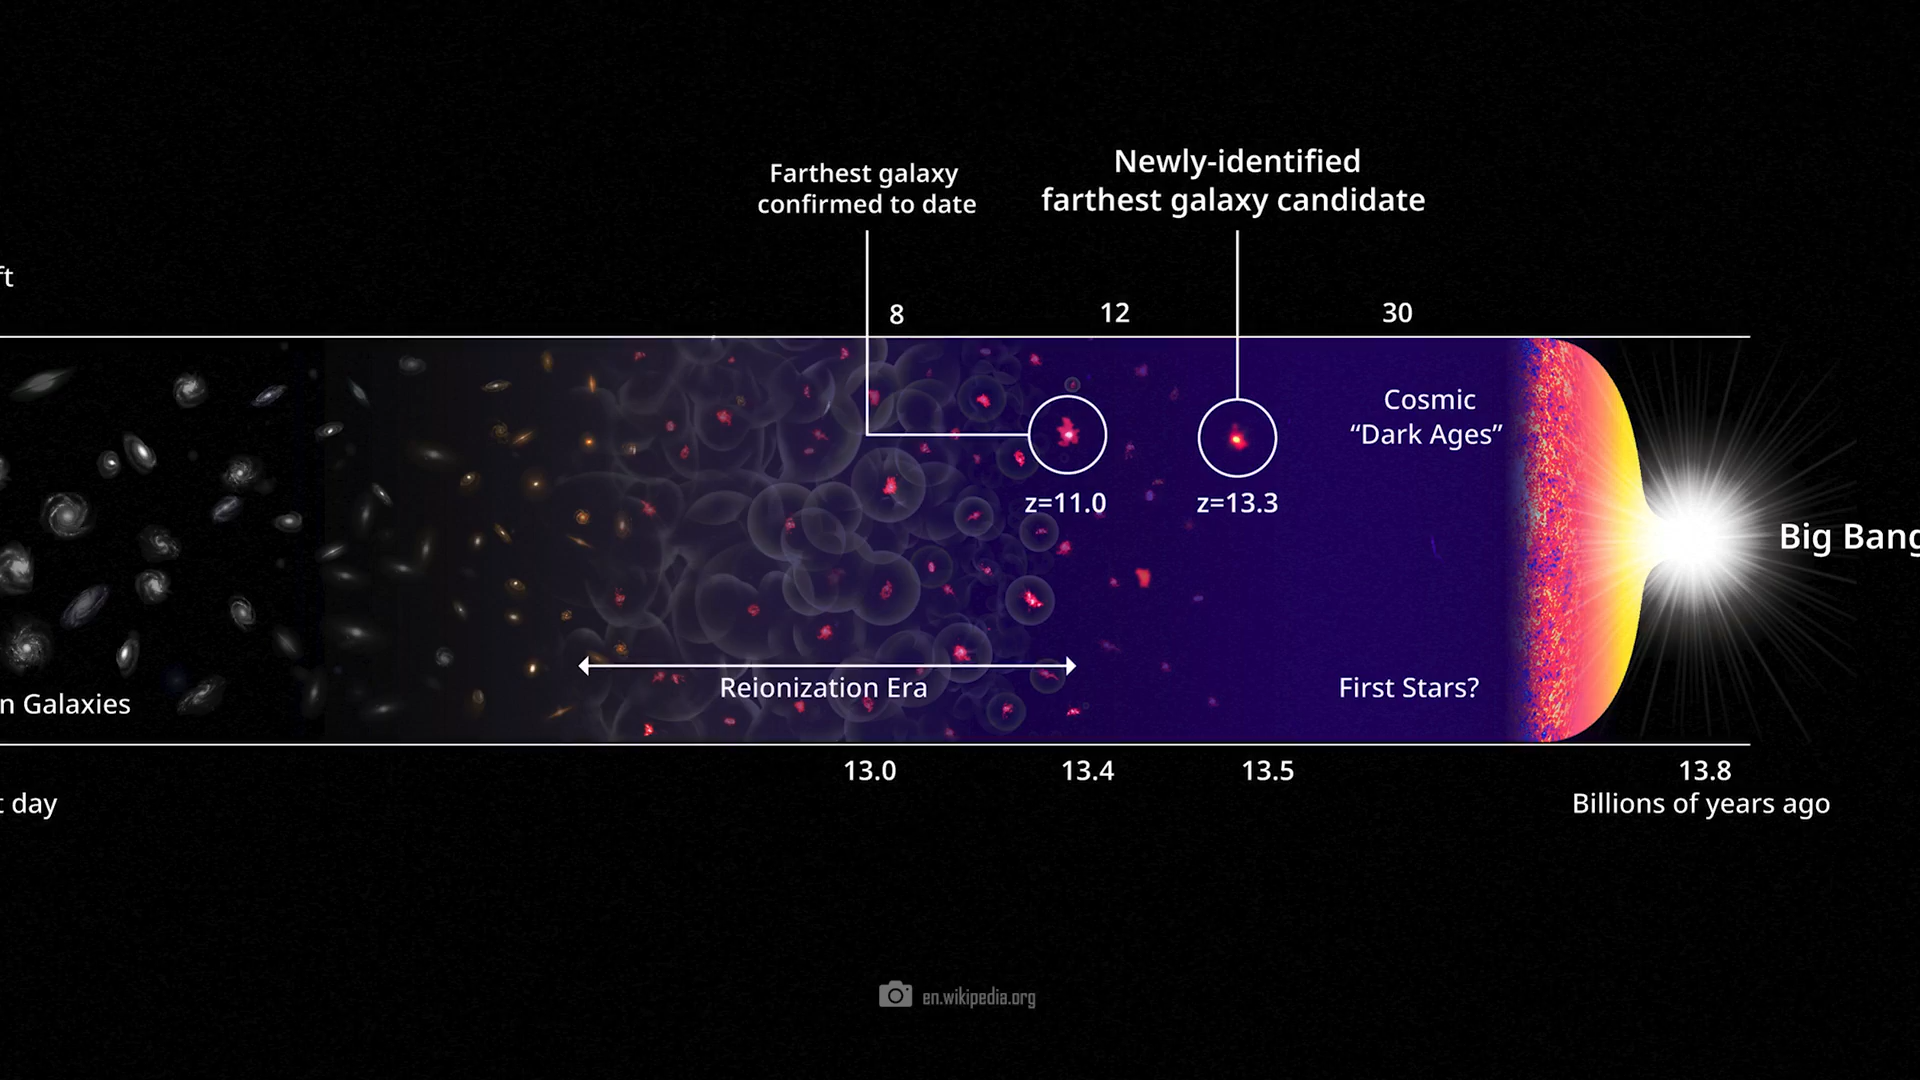 Farthest galaxy
confirmed to date
Newly-identified
farthest galaxy candidate
ft
8
12
30
Cosmic
“Dark Ages”
z=11.0
z=13.3
Big Bang
Reionization Era
First Stars?
n Galaxies
13.0
13.4
13.5
13.8
t day
Billions of years ago
en.wikipedia.org